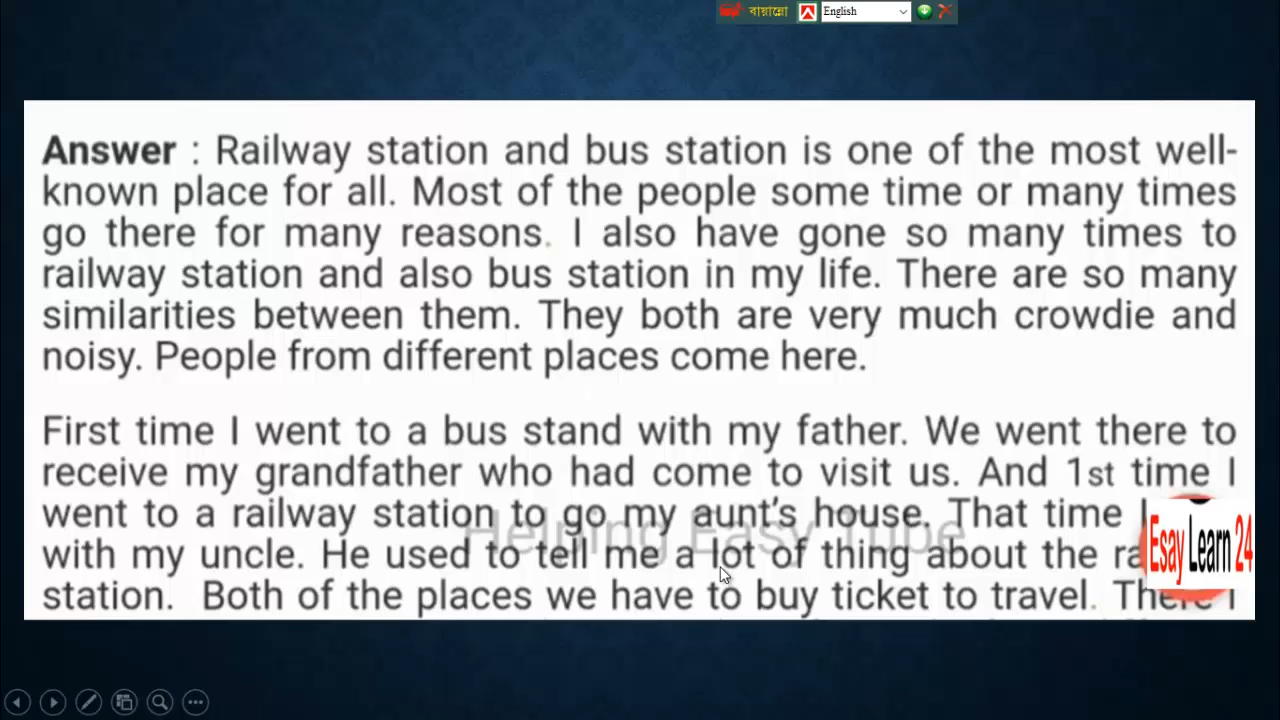 বায়ান্নো English
Answer : Railway station and bus station is one of the most well-
known place for all. Most of the people some time or many times
go there for many reasons. I also have gone so many times to
railway station and also bus station in my life. There are so many
similarities between them. They both are very much crowdie and
noisy. People from different places come here.
First time I went to a bus stand with my father. We went there to
receive my grandfather who had come to visit us. And 1st time I
went to a railway station to go my aunt's house. That time I
with my uncle. He used to tell me a lot of thing about the
station. Both of the places we have to buy ticket to travel. There I
Helping Easy Tube
Esay Learn 24